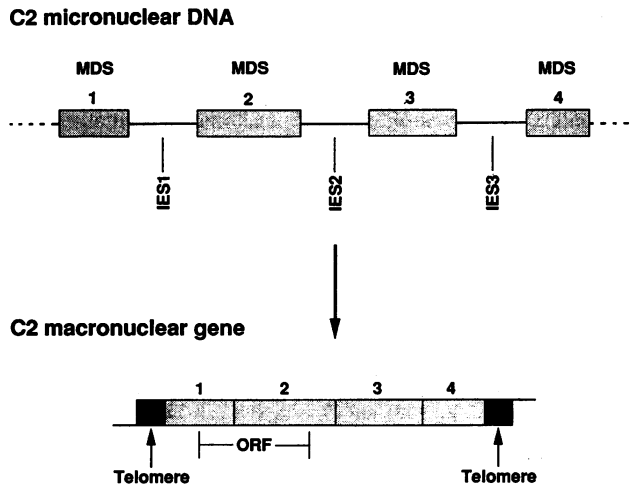 C2 micronuclear DNA
MDS MDS MDS MDS
1 2 3 4
IES1 IES2 IES3
C2 macronuclear gene
1 2 3 4
ORF
Telomere Telomere